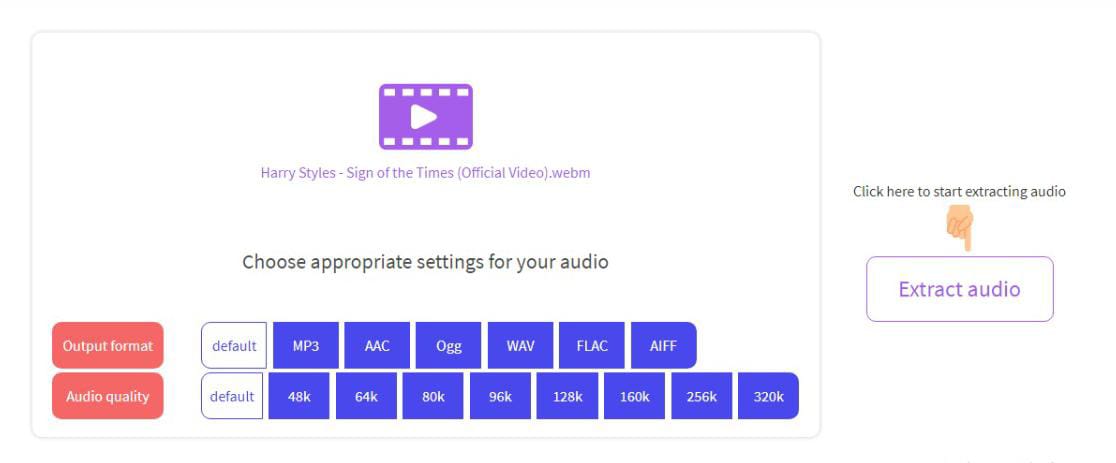 Harry Styles - Sign of the Times (Official Video).webm
Click here to start extracting audio
Choose appropriate settings for your audio
Extract audio
Output format default MP3 AAC Ogg WAV FLAC AIFF
Audio quality default 48k 64k 80k 96k 128k 160k 256k 320k